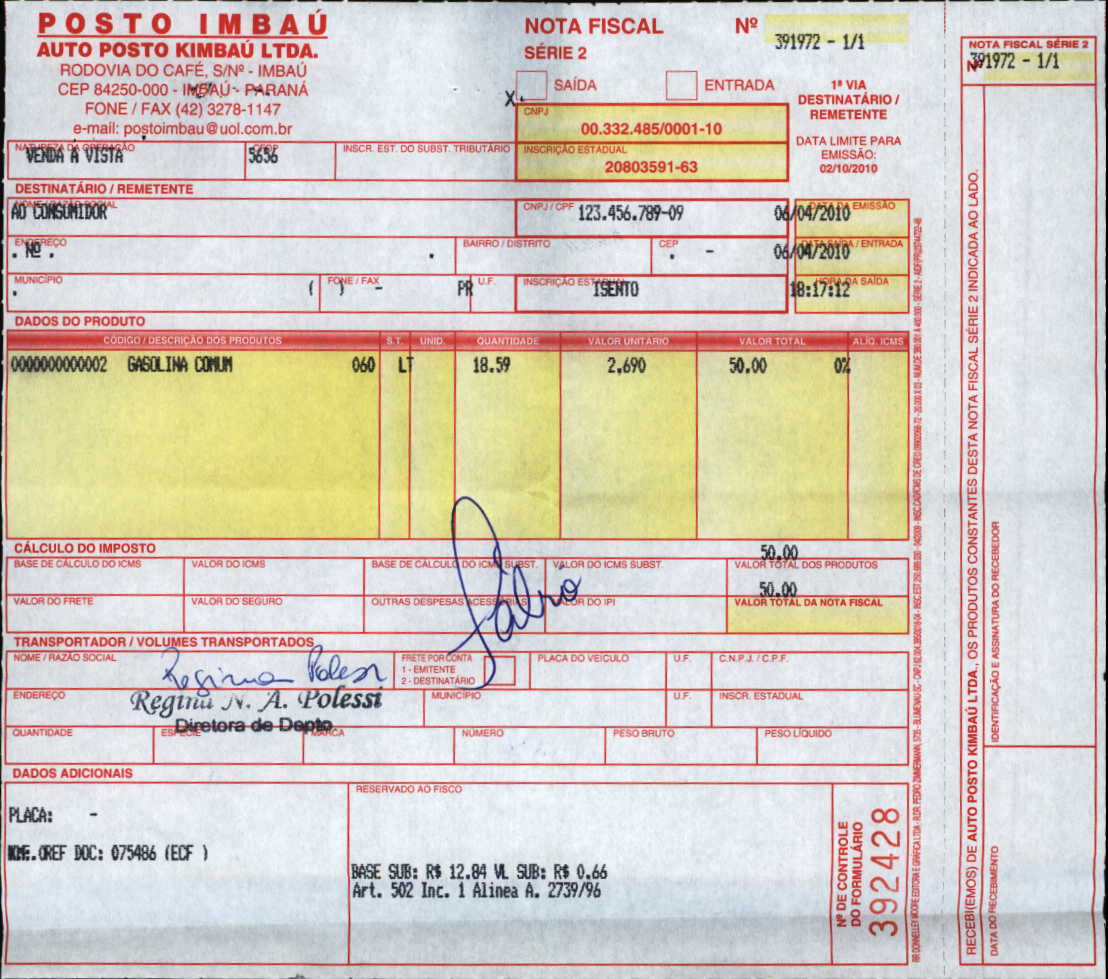 POSTO IMBAÚ
AUTO POSTO KIMBAÚ LTDA.
RODOVIA DO CAFÉ, S/Nº - IMBAÚ
CEP 84250-000 - IMBAÚ - PARANÁ
FONE / FAX (42) 3278-1147
e-mail: postoimbau@uol.com.br
NOTA FISCAL Nº 391972 - 1/1
SÉRIE 2
SAÍDA ENTRADA
X
1ª VIA
DESTINATÁRIO /
REMETENTE
DATA LIMITE PARA
EMISSÃO:
02/10/2010
CNPJ
00.332.485/0001-10
NATUREZA DA OPERAÇÃO CFOP INSCR. EST. DO SUBST. TRIBUTÁRIO INSCRIÇÃO ESTADUAL
VENDA A VISTA 5656 20803591-63
DESTINATÁRIO / REMETENTE
NOME / RAZÃO SOCIAL CNPJ / CPF DATA DA EMISSÃO
AO CONSUMIDOR 123.456.789-09 06/04/2010
ENDEREÇO BAIRRO / DISTRITO CEP DATA SAÍDA / ENTRADA
. Nº . . . - 06/04/2010
MUNICÍPIO FONE / FAX U.F. INSCRIÇÃO ESTADUAL HORA DA SAÍDA
. ( ) - PR ISENTO 18:17:12
DADOS DO PRODUTO
CÓDIGO / DESCRIÇÃO DOS PRODUTOS S.T. UNID. QUANTIDADE VALOR UNITÁRIO VALOR TOTAL ALÍQ. ICMS
0000000000002 GASOLINA COMUM 060 LT 18.59 2,690 50.00 0%
CÁLCULO DO IMPOSTO
50.00
BASE DE CÁLCULO DO ICMS VALOR DO ICMS BASE DE CÁLCULO DO ICMS SUBST. VALOR DO ICMS SUBST. VALOR TOTAL DOS PRODUTOS
50.00
VALOR DO FRETE VALOR DO SEGURO OUTRAS DESPESAS ACESSÓRIAS VALOR DO IPI VALOR TOTAL DA NOTA FISCAL
TRANSPORTADOR / VOLUMES TRANSPORTADOS
NOME / RAZÃO SOCIAL FRETE POR CONTA PLACA DO VEÍCULO U.F. C.N.P.J. / C.P.F.
1 - EMITENTE
2 - DESTINATÁRIO
Regina Polessi
ENDEREÇO MUNICÍPIO U.F. INSCR. ESTADUAL
Regina N. A. Polessi
Diretora de Depto
QUANTIDADE ESPÉCIE MARCA NÚMERO PESO BRUTO PESO LÍQUIDO
DADOS ADICIONAIS
RESERVADO AO FISCO
PLACA: -
REF DOC: 075486 (ECF )
BASE SUB: R$ 12.84 VL SUB: R$ 0.66
Art. 502 Inc. 1 Alinea A. 2739/96
Nº DE CONTROLE
DO FORMULÁRIO
392428
NOTA FISCAL SÉRIE 2
Nº 391972 - 1/1
RECEBI(EMOS) DE AUTO POSTO KIMBAÚ LTDA., OS PRODUTOS CONSTANTES DESTA NOTA FISCAL SÉRIE 2 INDICADA AO LADO.
IDENTIFICAÇÃO E ASSINATURA DO RECEBEDOR
DATA DO RECEBIMENTO